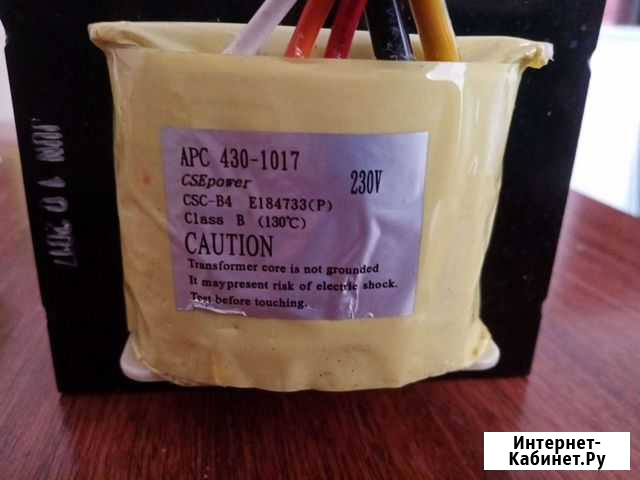 APC 430-1017
CSEpower 230V
CSC-B4 E184733(P)
Class B (130℃)
CAUTION
Transformer core is not grounded
It maypresent risk of electric shock.
Test before touching.
Интернет-
Кабинет.Ру